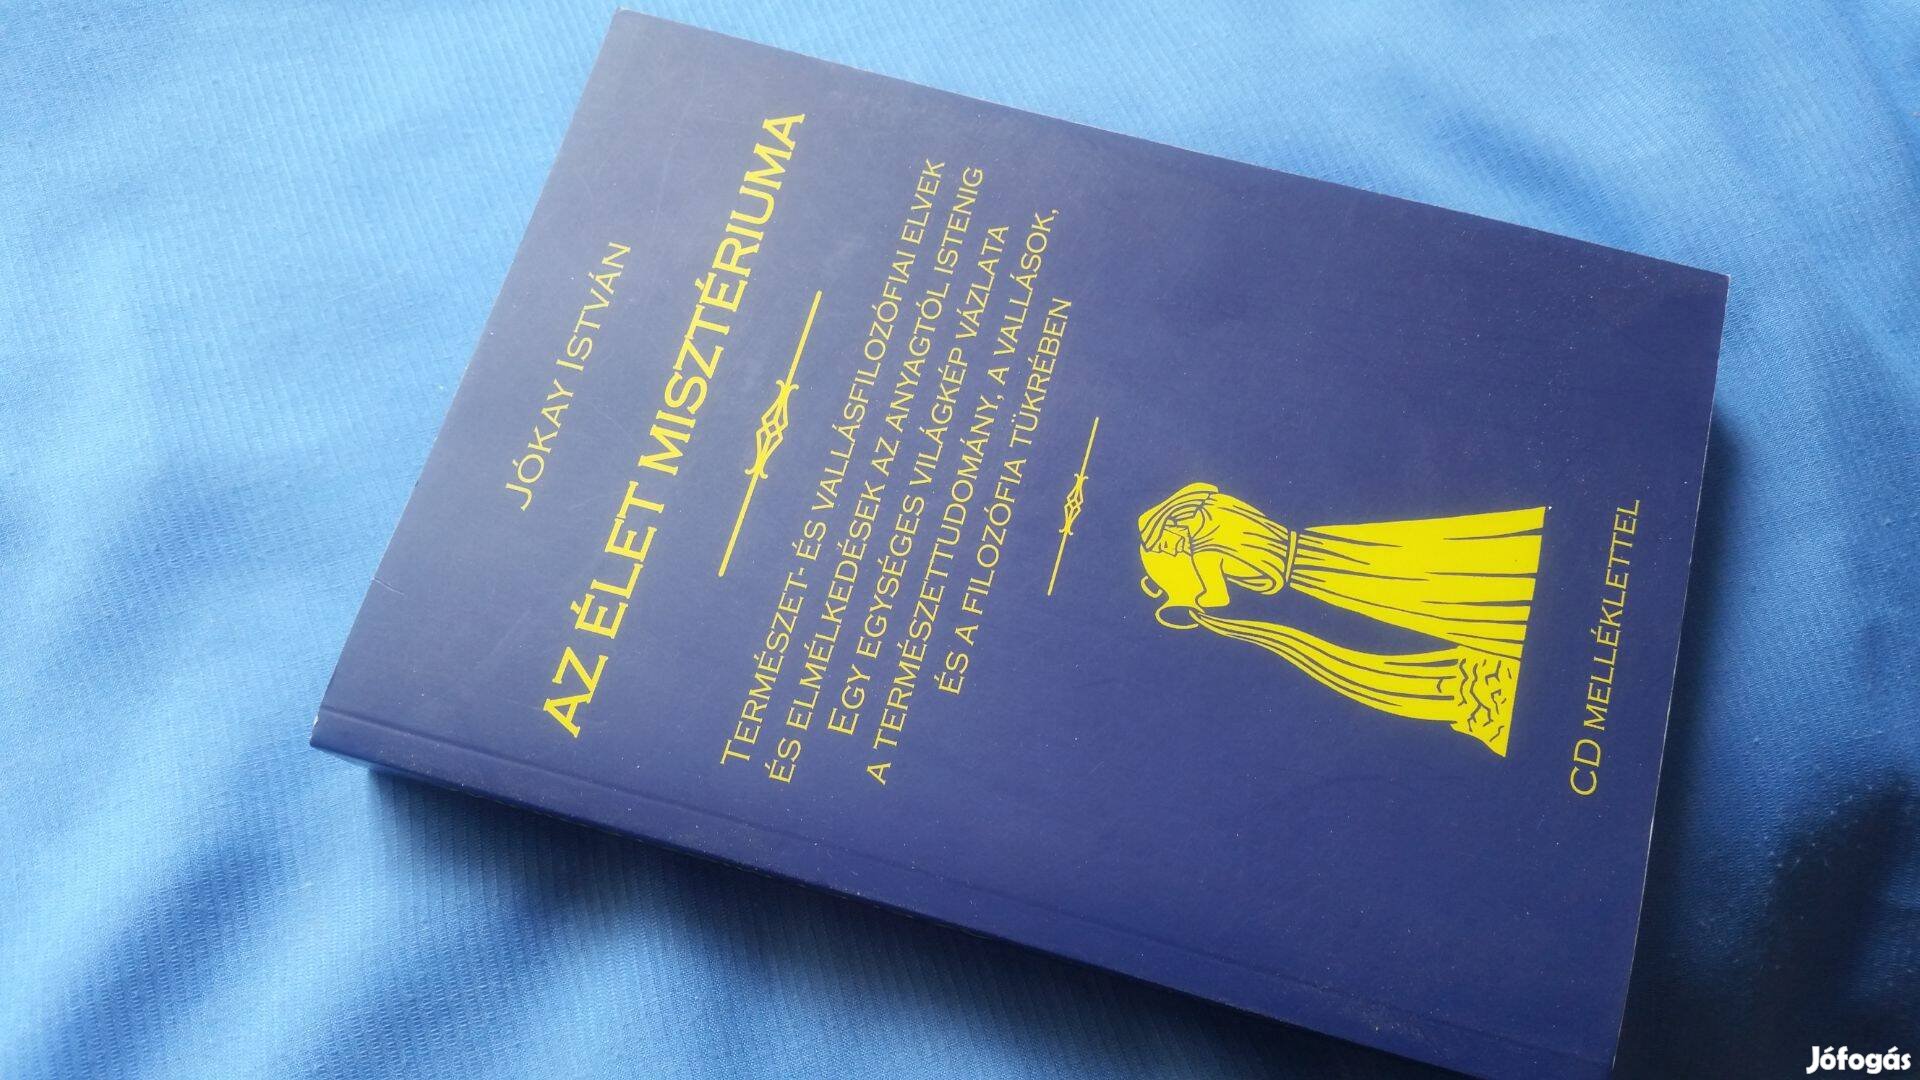 JÓKAY ISTVÁN
AZ ÉLET MISZTÉRIUMA
TERMÉSZET- ÉS VALLÁSFILOZÓFIAI ELVEK
ÉS ELMÉLKEDÉSEK AZ ANYAGTÓL ISTENIG
EGY EGYSÉGES VILÁGKÉP VÁZLATA
A TERMÉSZETTUDOMÁNY, A VALLÁSOK,
ÉS A FILOZÓFIA TÜKRÉBEN
CD MELLÉKLETTEL
Jófogás